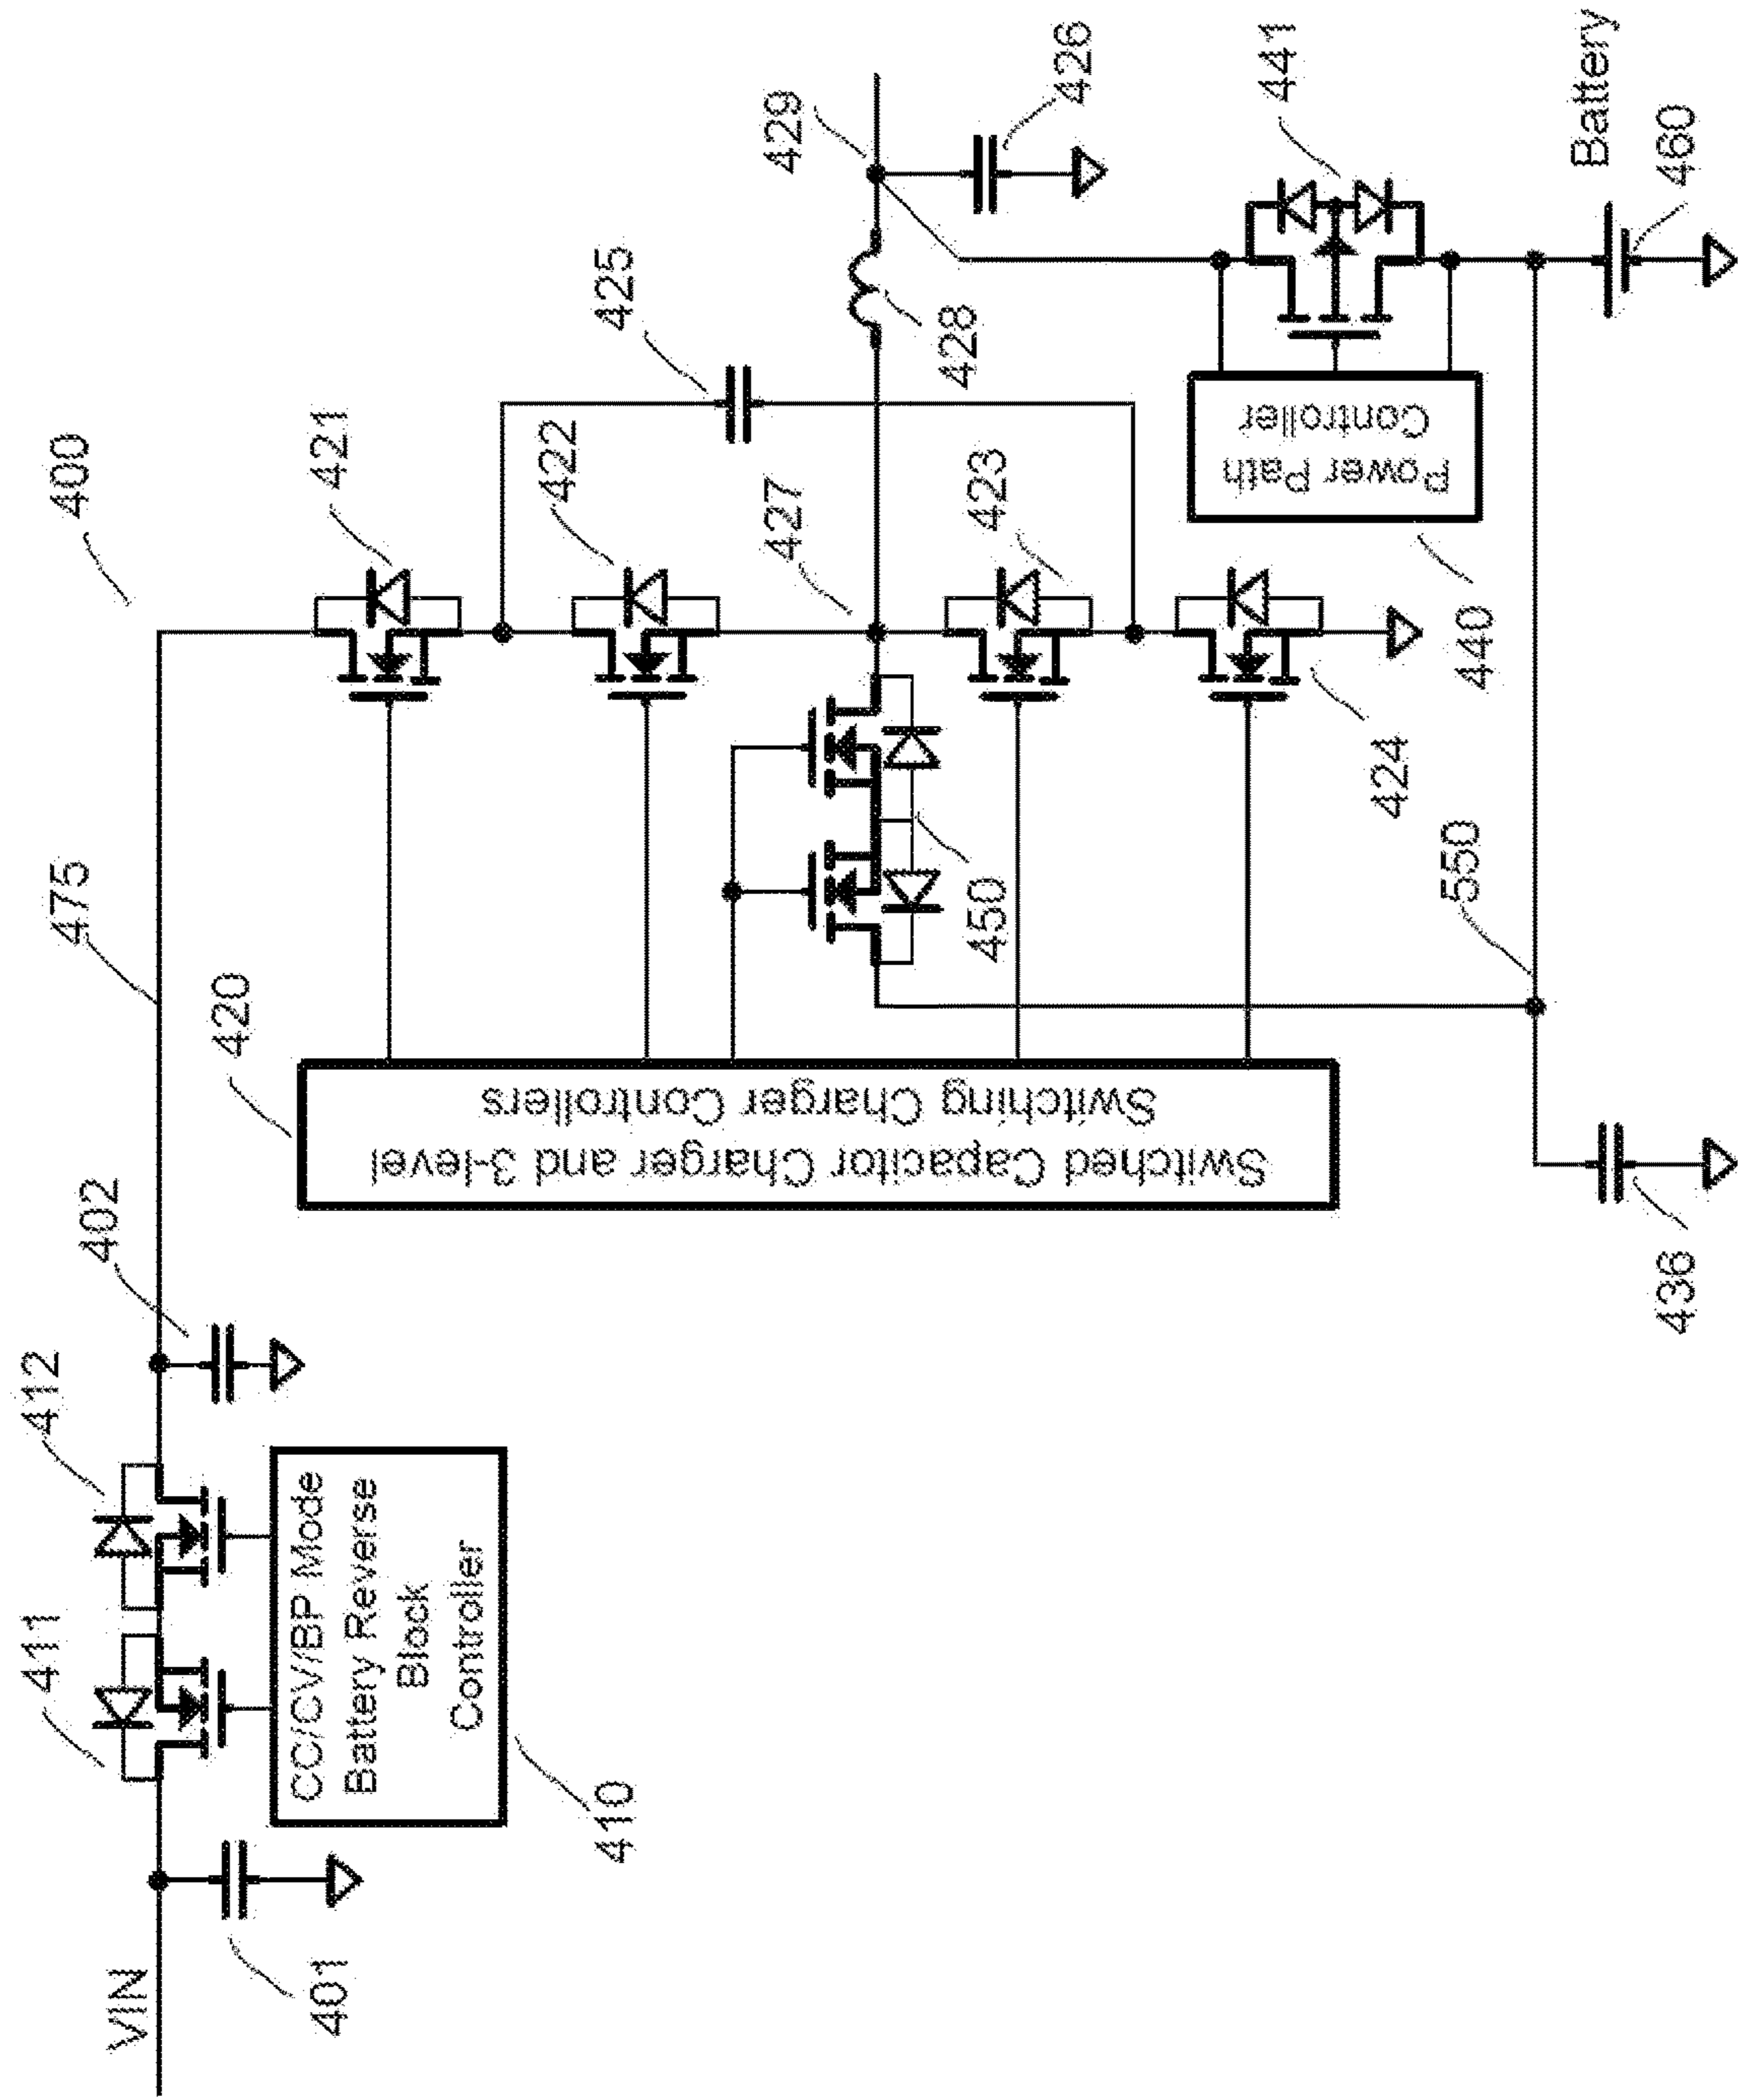 400
VIN
401
411
412
402
475
CC/CV/BP Mode
Battery Reverse
Block
Controller
410
420
Switched Capacitor Charger and 3-level
Switching Charger Controllers
421
422
425
427
450
423
424
428
429
426
Power Path
Controller
440
441
Battery
460
550
436